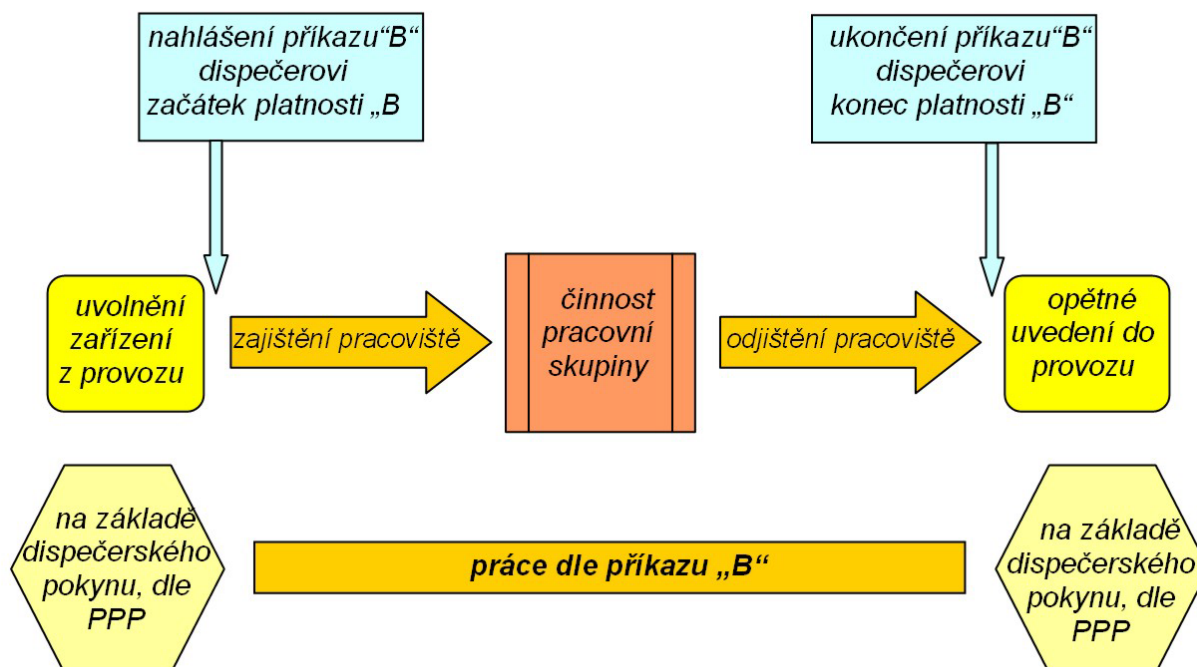 nahlášení příkazu“B“
dispečerovi
začátek platnosti „B
ukončení příkazu“B“
dispečerovi
konec platnosti „B“
uvolnění
zařízení
z provozu
zajištění pracoviště
činnost
pracovní
skupiny
odjištění pracoviště
opětné
uvedení do
provozu
na základě
dispečerského
pokynu, dle
PPP
práce dle příkazu „B“
na základě
dispečerského
pokynu, dle
PPP